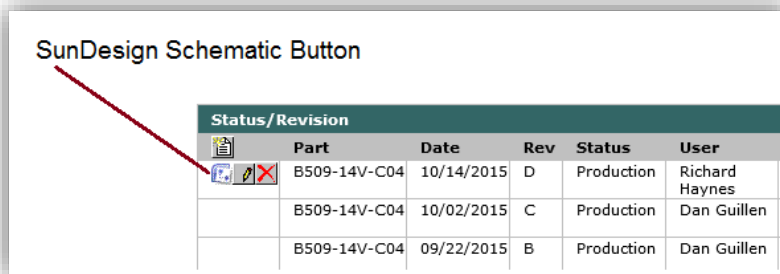 SunDesign Schematic Button
Status/Revision
Part Date Rev Status User
B509-14V-C04 10/14/2015 D Production Richard
Haynes
B509-14V-C04 10/02/2015 C Production Dan Guillen
B509-14V-C04 09/22/2015 B Production Dan Guillen